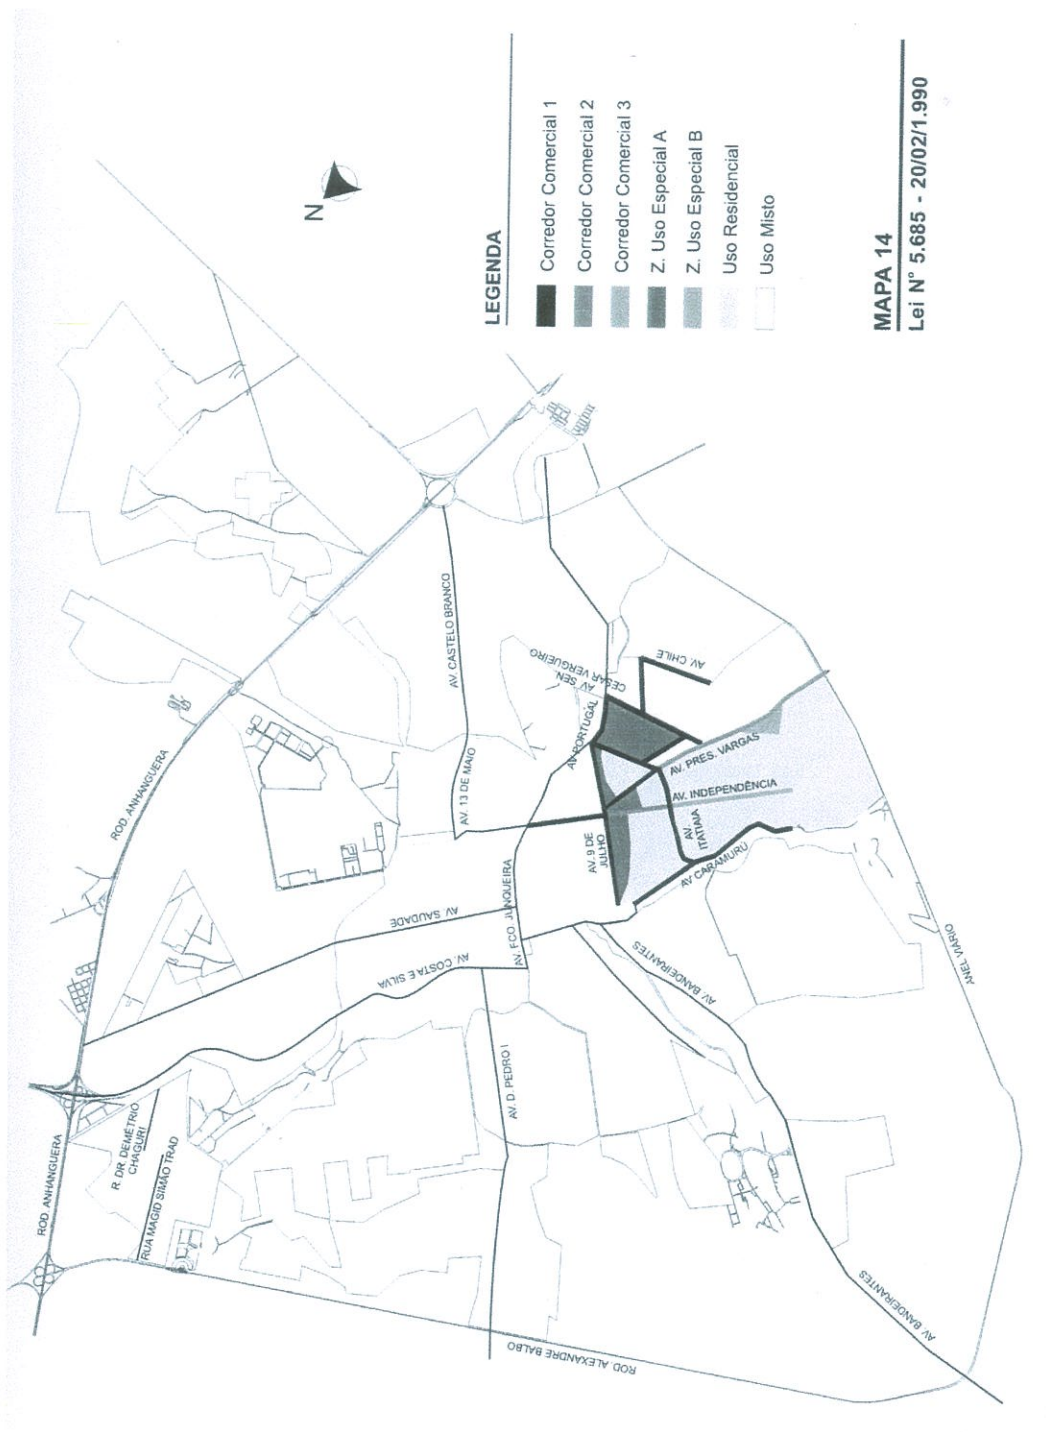 N
LEGENDA
Corredor Comercial 1
Corredor Comercial 2
Corredor Comercial 3
Z. Uso Especial A
Z. Uso Especial B
Uso Residencial
Uso Misto
MAPA 14
Lei N° 5.685 - 20/02/1.990
ROD. ANHANGUERA
ROD. ANHANGUERA
R. DR. DEMÉTRIO
CHAGURI
RUA MAGID SIMÃO TRAD
AV. SAUDADE
AV. COSTA E SILVA
AV. D. PEDRO I
AV. FCO. JUNQUEIRA
AV. 13 DE MAIO
AV. CASTELO BRANCO
AV. SEN.
CESAR VERGUEIRO
AV. PORTUGAL
AV. CHILE
AV. PRES. VARGAS
AV. INDEPENDÊNCIA
AV.
ITATIAIA
AV. 9 DE
JULHO
AV CARAMURÚ
AV. BANDEIRANTES
AV. BANDEIRANTES
ANEL VIÁRIO
ROD. ALEXANDRE BALBO